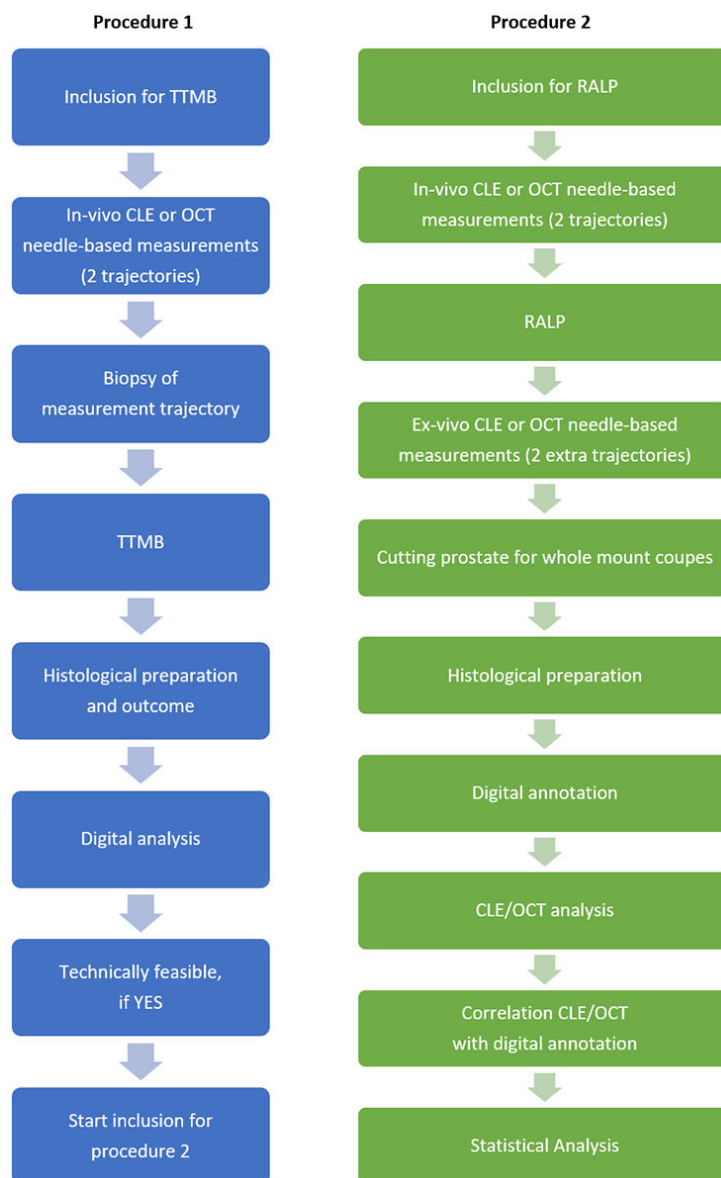 Procedure 1
Inclusion for TTMB
In-vivo CLE or OCT
needle-based measurements
(2 trajectories)
Biopsy of
measurement trajectory
TTMB
Histological preparation
and outcome
Digital analysis
Technically feasible,
if YES
Start inclusion for
procedure 2
Procedure 2
Inclusion for RALP
In-vivo CLE or OCT needle-based
measurements (2 trajectories)
RALP
Ex-vivo CLE or OCT needle-based
measurements (2 extra trajectories)
Cutting prostate for whole mount coupes
Histological preparation
Digital annotation
CLE/OCT analysis
Correlation CLE/OCT
with digital annotation
Statistical Analysis